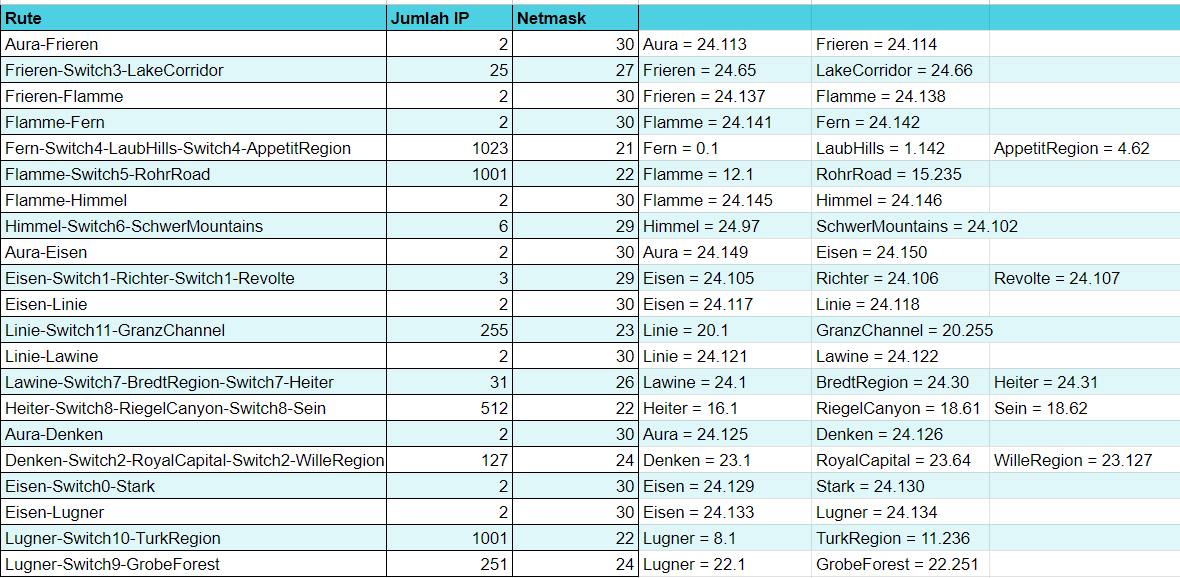 Rute Jumlah IP Netmask
Aura-Frieren 2 30 Aura = 24.113 Frieren = 24.114
Frieren-Switch3-LakeCorridor 25 27 Frieren = 24.65 LakeCorridor = 24.66
Frieren-Flamme 2 30 Frieren = 24.137 Flamme = 24.138
Flamme-Fern 2 30 Flamme = 24.141 Fern = 24.142
Fern-Switch4-LaubHills-Switch4-AppetitRegion 1023 21 Fern = 0.1 LaubHills = 1.142 AppetitRegion = 4.62
Flamme-Switch5-RohrRoad 1001 22 Flamme = 12.1 RohrRoad = 15.235
Flamme-Himmel 2 30 Flamme = 24.145 Himmel = 24.146
Himmel-Switch6-SchwerMountains 6 29 Himmel = 24.97 SchwerMountains = 24.102
Aura-Eisen 2 30 Aura = 24.149 Eisen = 24.150
Eisen-Switch1-Richter-Switch1-Revolte 3 29 Eisen = 24.105 Richter = 24.106 Revolte = 24.107
Eisen-Linie 2 30 Eisen = 24.117 Linie = 24.118
Linie-Switch11-GranzChannel 255 23 Linie = 20.1 GranzChannel = 20.255
Linie-Lawine 2 30 Linie = 24.121 Lawine = 24.122
Lawine-Switch7-BredtRegion-Switch7-Heiter 31 26 Lawine = 24.1 BredtRegion = 24.30 Heiter = 24.31
Heiter-Switch8-RiegelCanyon-Switch8-Sein 512 22 Heiter = 16.1 RiegelCanyon = 18.61 Sein = 18.62
Aura-Denken 2 30 Aura = 24.125 Denken = 24.126
Denken-Switch2-RoyalCapital-Switch2-WilleRegion 127 24 Denken = 23.1 RoyalCapital = 23.64 WilleRegion = 23.127
Eisen-Switch0-Stark 2 30 Eisen = 24.129 Stark = 24.130
Eisen-Lugner 2 30 Eisen = 24.133 Lugner = 24.134
Lugner-Switch10-TurkRegion 1001 22 Lugner = 8.1 TurkRegion = 11.236
Lugner-Switch9-GrobeForest 251 24 Lugner = 22.1 GrobeForest = 22.251